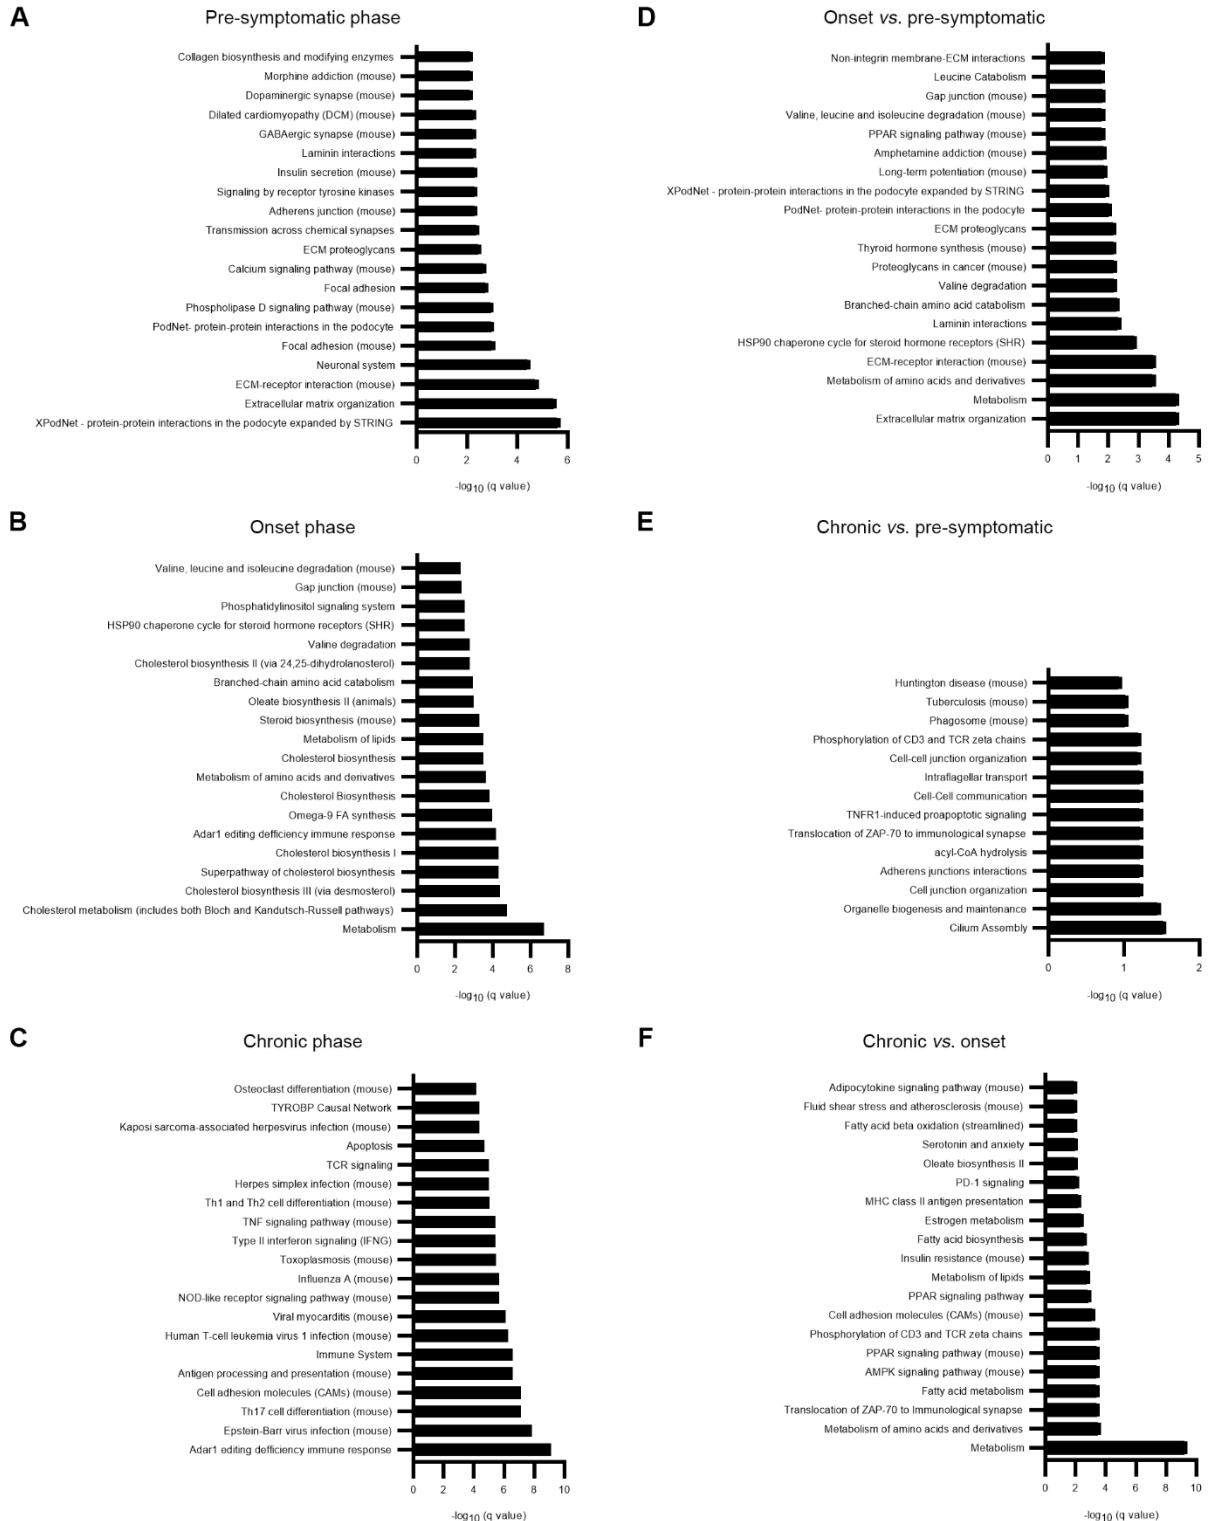 A
Pre-symptomatic phase
Collagen biosynthesis and modifying enzymes
Morphine addiction (mouse)
Dopaminergic synapse (mouse)
Dilated cardiomyopathy (DCM) (mouse)
GABAergic synapse (mouse)
Laminin interactions
Insulin secretion (mouse)
Signaling by receptor tyrosine kinases
Adherens junction (mouse)
Transmission across chemical synapses
ECM proteoglycans
Calcium signaling pathway (mouse)
Focal adhesion
Phospholipase D signaling pathway (mouse)
PodNet- protein-protein interactions in the podocyte
Focal adhesion (mouse)
Neuronal system
ECM-receptor interaction (mouse)
Extracellular matrix organization
XPodNet - protein-protein interactions in the podocyte expanded by STRING
0 2 4 6
-log10 (q value)
B
Onset phase
Valine, leucine and isoleucine degradation (mouse)
Gap junction (mouse)
Phosphatidylinositol signaling system
HSP90 chaperone cycle for steroid hormone receptors (SHR)
Valine degradation
Cholesterol biosynthesis II (via 24,25-dihydrolanosterol)
Branched-chain amino acid catabolism
Oleate biosynthesis II (animals)
Steroid biosynthesis (mouse)
Metabolism of lipids
Cholesterol biosynthesis
Metabolism of amino acids and derivatives
Cholesterol Biosynthesis
Omega-9 FA synthesis
Adar1 editing defficiency immune response
Cholesterol biosynthesis I
Superpathway of cholesterol biosynthesis
Cholesterol biosynthesis III (via desmosterol)
Cholesterol metabolism (includes both Bloch and Kandutsch-Russell pathways)
Metabolism
0 2 4 6 8
-log10 (q value)
C
Chronic phase
Osteoclast differentiation (mouse)
TYROBP Causal Network
Kaposi sarcoma-associated herpesvirus infection (mouse)
Apoptosis
TCR signaling
Herpes simplex infection (mouse)
Th1 and Th2 cell differentiation (mouse)
TNF signaling pathway (mouse)
Type II interferon signaling (IFNG)
Toxoplasmosis (mouse)
Influenza A (mouse)
NOD-like receptor signaling pathway (mouse)
Viral myocarditis (mouse)
Human T-cell leukemia virus 1 infection (mouse)
Immune System
Antigen processing and presentation (mouse)
Cell adhesion molecules (CAMs) (mouse)
Th17 cell differentiation (mouse)
Epstein-Barr virus infection (mouse)
Adar1 editing defficiency immune response
0 2 4 6 8 10
-log10 (q value)
D
Onset vs. pre-symptomatic
Non-integrin membrane-ECM interactions
Leucine Catabolism
Gap junction (mouse)
Valine, leucine and isoleucine degradation (mouse)
PPAR signaling pathway (mouse)
Amphetamine addiction (mouse)
Long-term potentiation (mouse)
XPodNet - protein-protein interactions in the podocyte expanded by STRING
PodNet- protein-protein interactions in the podocyte
ECM proteoglycans
Thyroid hormone synthesis (mouse)
Proteoglycans in cancer (mouse)
Valine degradation
Branched-chain amino acid catabolism
Laminin interactions
HSP90 chaperone cycle for steroid hormone receptors (SHR)
ECM-receptor interaction (mouse)
Metabolism of amino acids and derivatives
Metabolism
Extracellular matrix organization
0 1 2 3 4 5
-log10 (q value)
E
Chronic vs. pre-symptomatic
Huntington disease (mouse)
Tuberculosis (mouse)
Phagosome (mouse)
Phosphorylation of CD3 and TCR zeta chains
Cell-cell junction organization
Intraflagellar transport
Cell-Cell communication
TNFR1-induced proapoptotic signaling
Translocation of ZAP-70 to immunological synapse
acyl-CoA hydrolysis
Adherens junctions interactions
Cell junction organization
Organelle biogenesis and maintenance
Cilium Assembly
0 1 2
-log10 (q value)
F
Chronic vs. onset
Adipocytokine signaling pathway (mouse)
Fluid shear stress and atherosclerosis (mouse)
Fatty acid beta oxidation (streamlined)
Serotonin and anxiety
Oleate biosynthesis II
PD-1 signaling
MHC class II antigen presentation
Estrogen metabolism
Fatty acid biosynthesis
Insulin resistance (mouse)
Metabolism of lipids
PPAR signaling pathway
Cell adhesion molecules (CAMs) (mouse)
Phosphorylation of CD3 and TCR zeta chains
PPAR signaling pathway (mouse)
AMPK signaling pathway (mouse)
Fatty acid metabolism
Translocation of ZAP-70 to Immunological synapse
Metabolism of amino acids and derivatives
Metabolism
0 2 4 6 8 10
-log10 (q value)